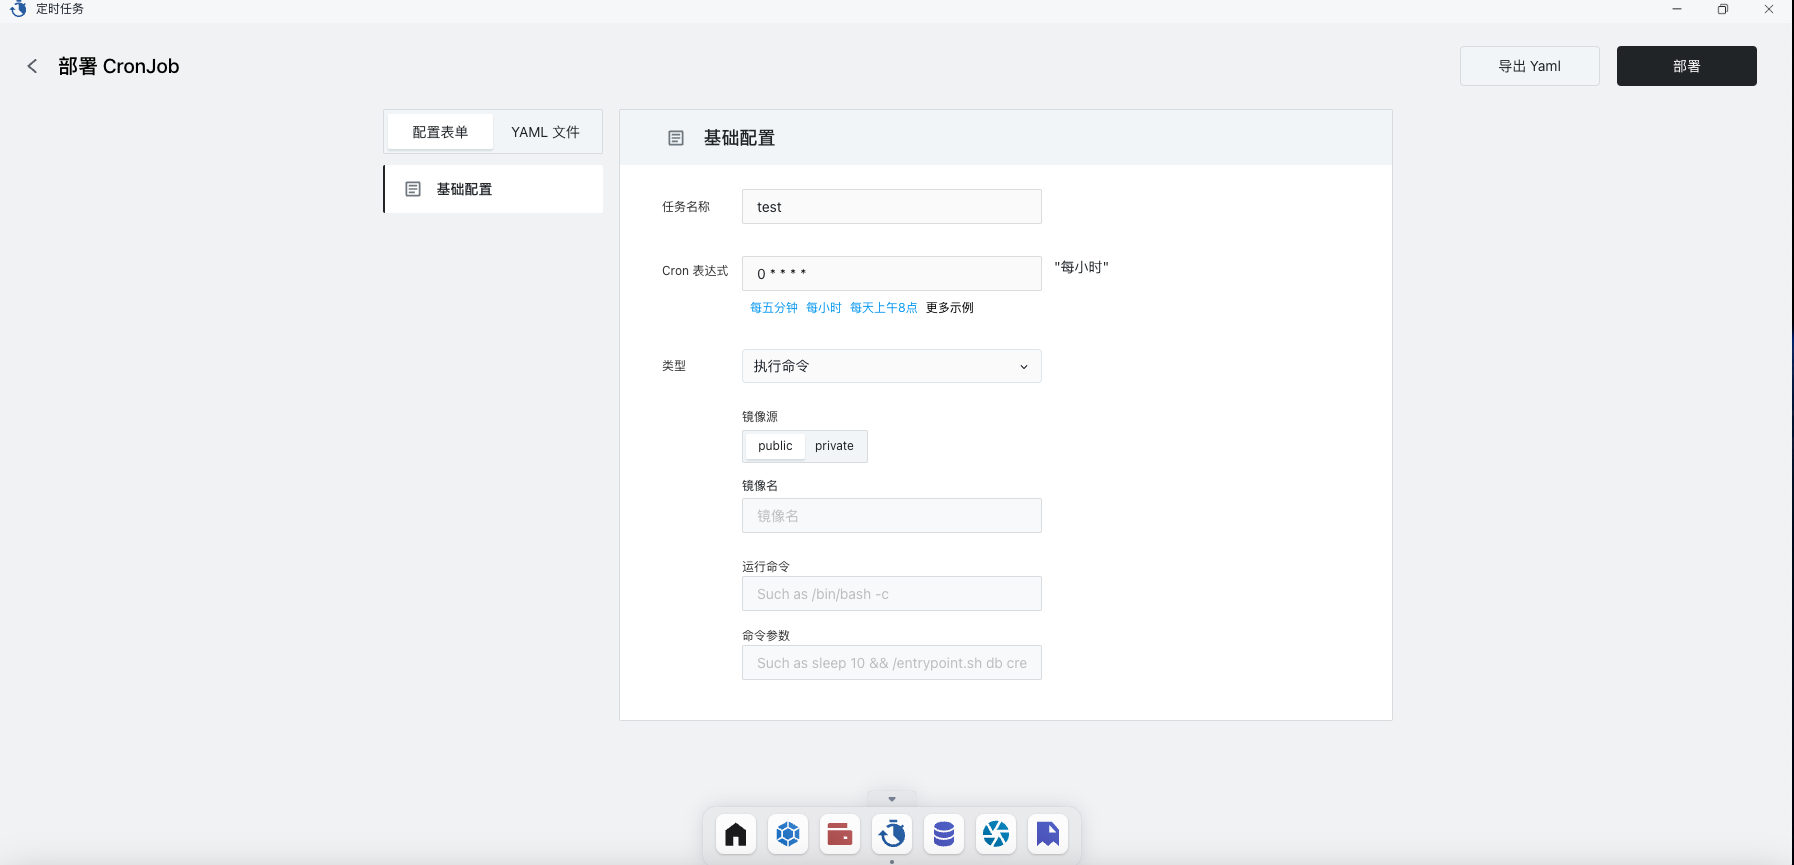 定时任务
部署 CronJob
导出 Yaml
部署
配置表单
YAML 文件
基础配置
基础配置
任务名称
test
Cron 表达式
0 * * * *
"每小时"
每五分钟 每小时 每天上午8点 更多示例
类型
执行命令
镜像源
public
private
镜像名
镜像名
运行命令
Such as /bin/bash -c
命令参数
Such as sleep 10 && /entrypoint.sh db cre